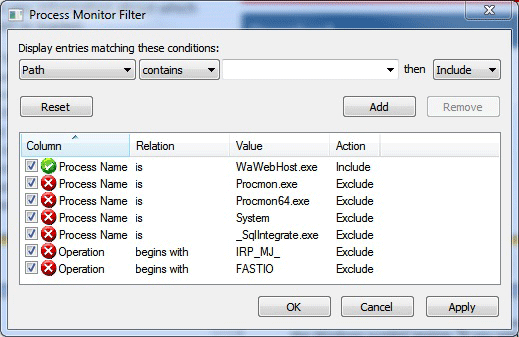 Process Monitor Filter
Display entries matching these conditions:
Path contains then Include
Reset Add Remove
Column Relation Value Action
Process Name is WaWebHost.exe Include
Process Name is Procmon.exe Exclude
Process Name is Procmon64.exe Exclude
Process Name is System Exclude
Process Name is _SqlIntegrate.exe Exclude
Operation begins with IRP_MJ_ Exclude
Operation begins with FASTIO Exclude
OK Cancel Apply